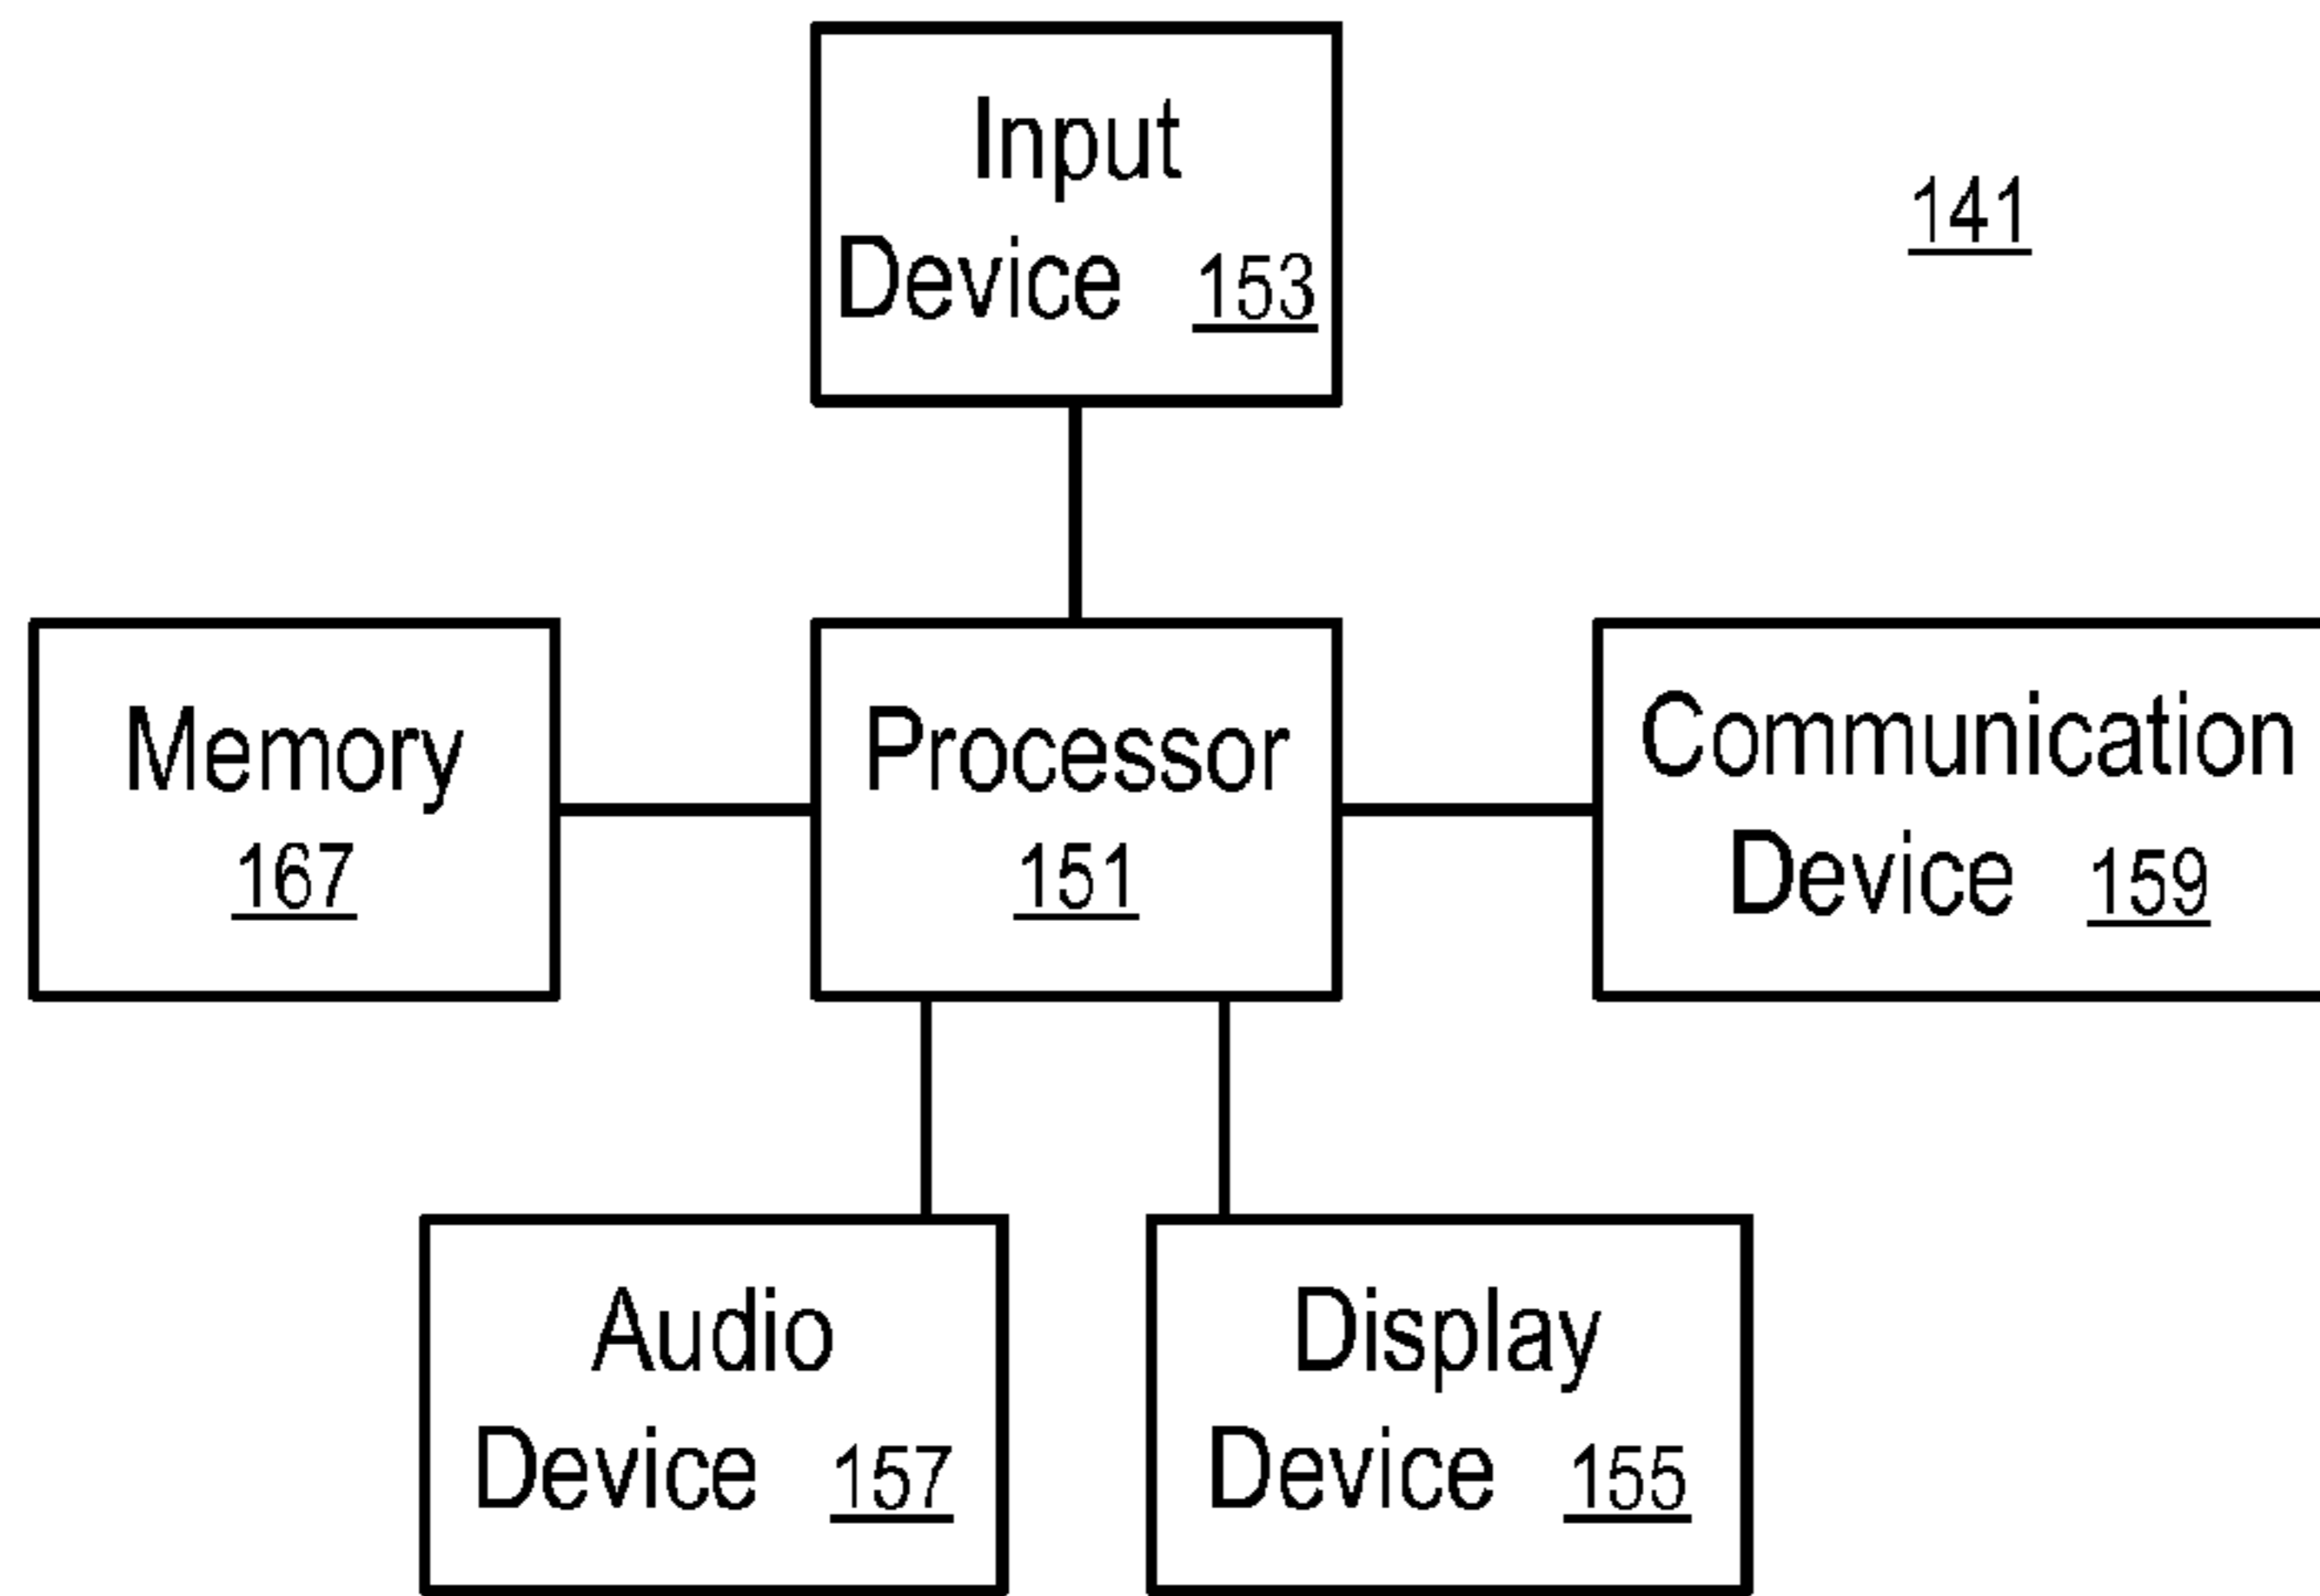 Input
Device 153
141
Memory
167
Processor
151
Communication
Device 159
Audio
Device 157
Display
Device 155